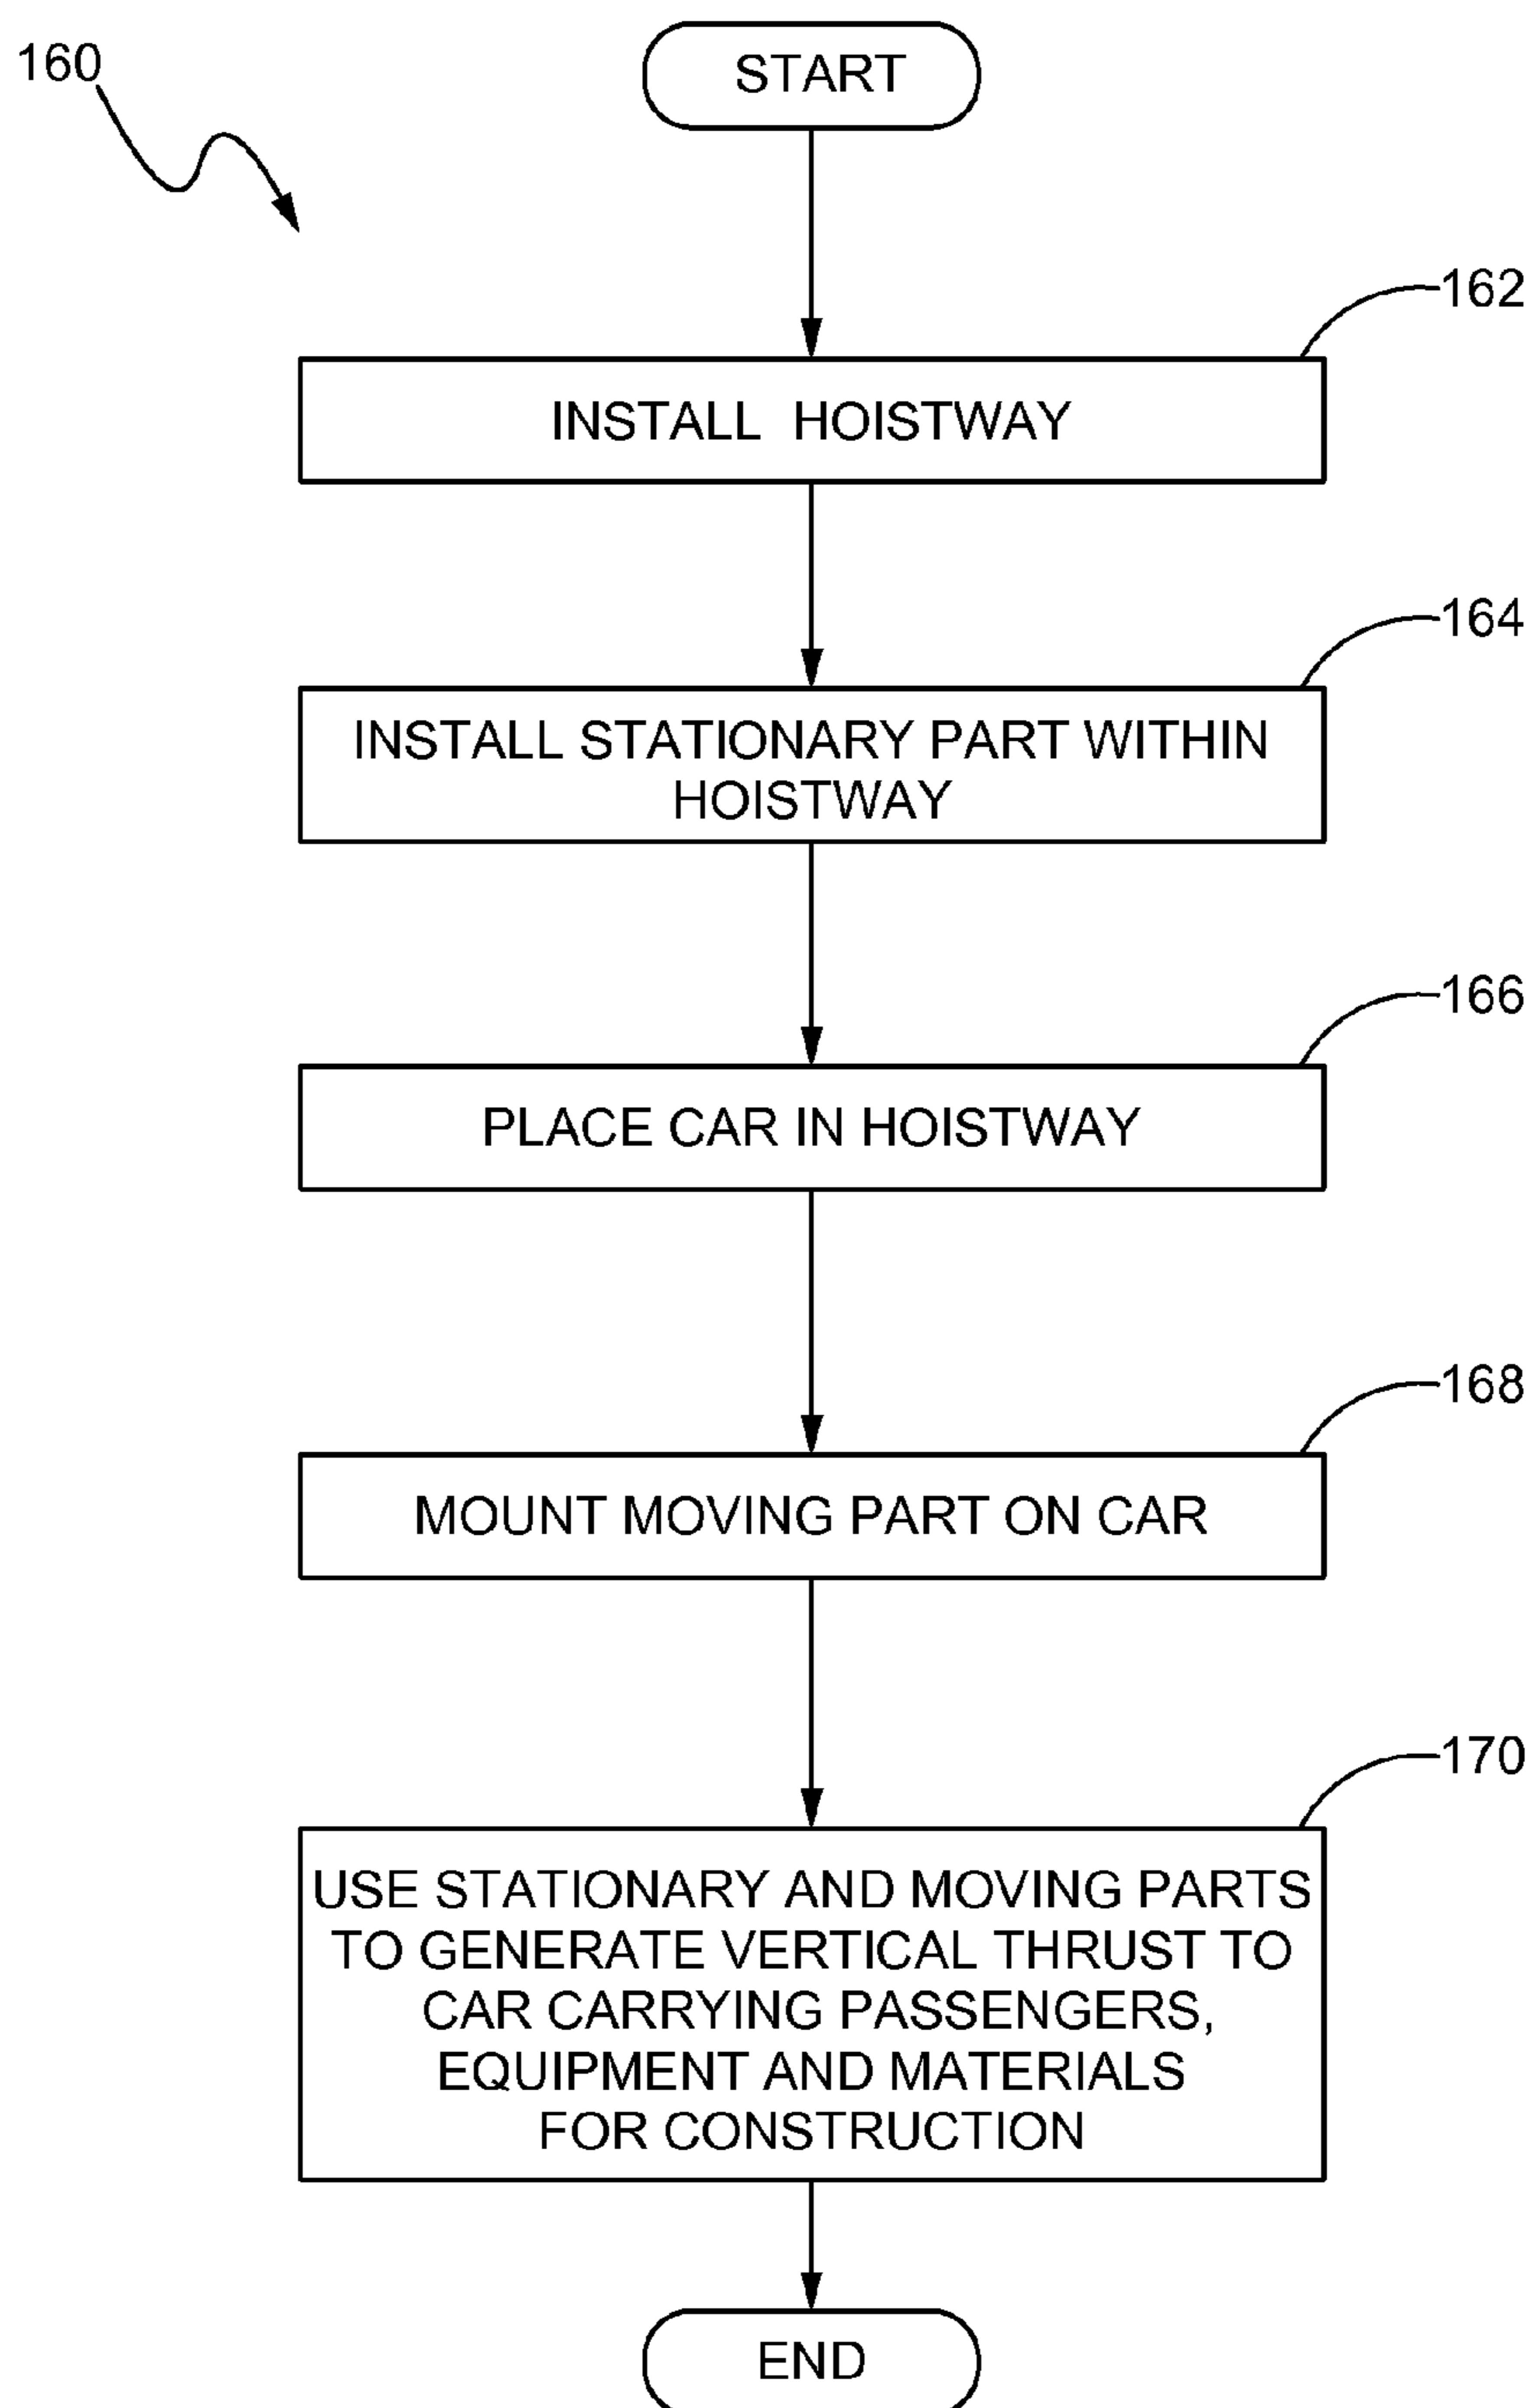 160
START
162
INSTALL HOISTWAY
164
INSTALL STATIONARY PART WITHIN
HOISTWAY
166
PLACE CAR IN HOISTWAY
168
MOUNT MOVING PART ON CAR
170
USE STATIONARY AND MOVING PARTS
TO GENERATE VERTICAL THRUST TO
CAR CARRYING PASSENGERS,
EQUIPMENT AND MATERIALS
FOR CONSTRUCTION
END